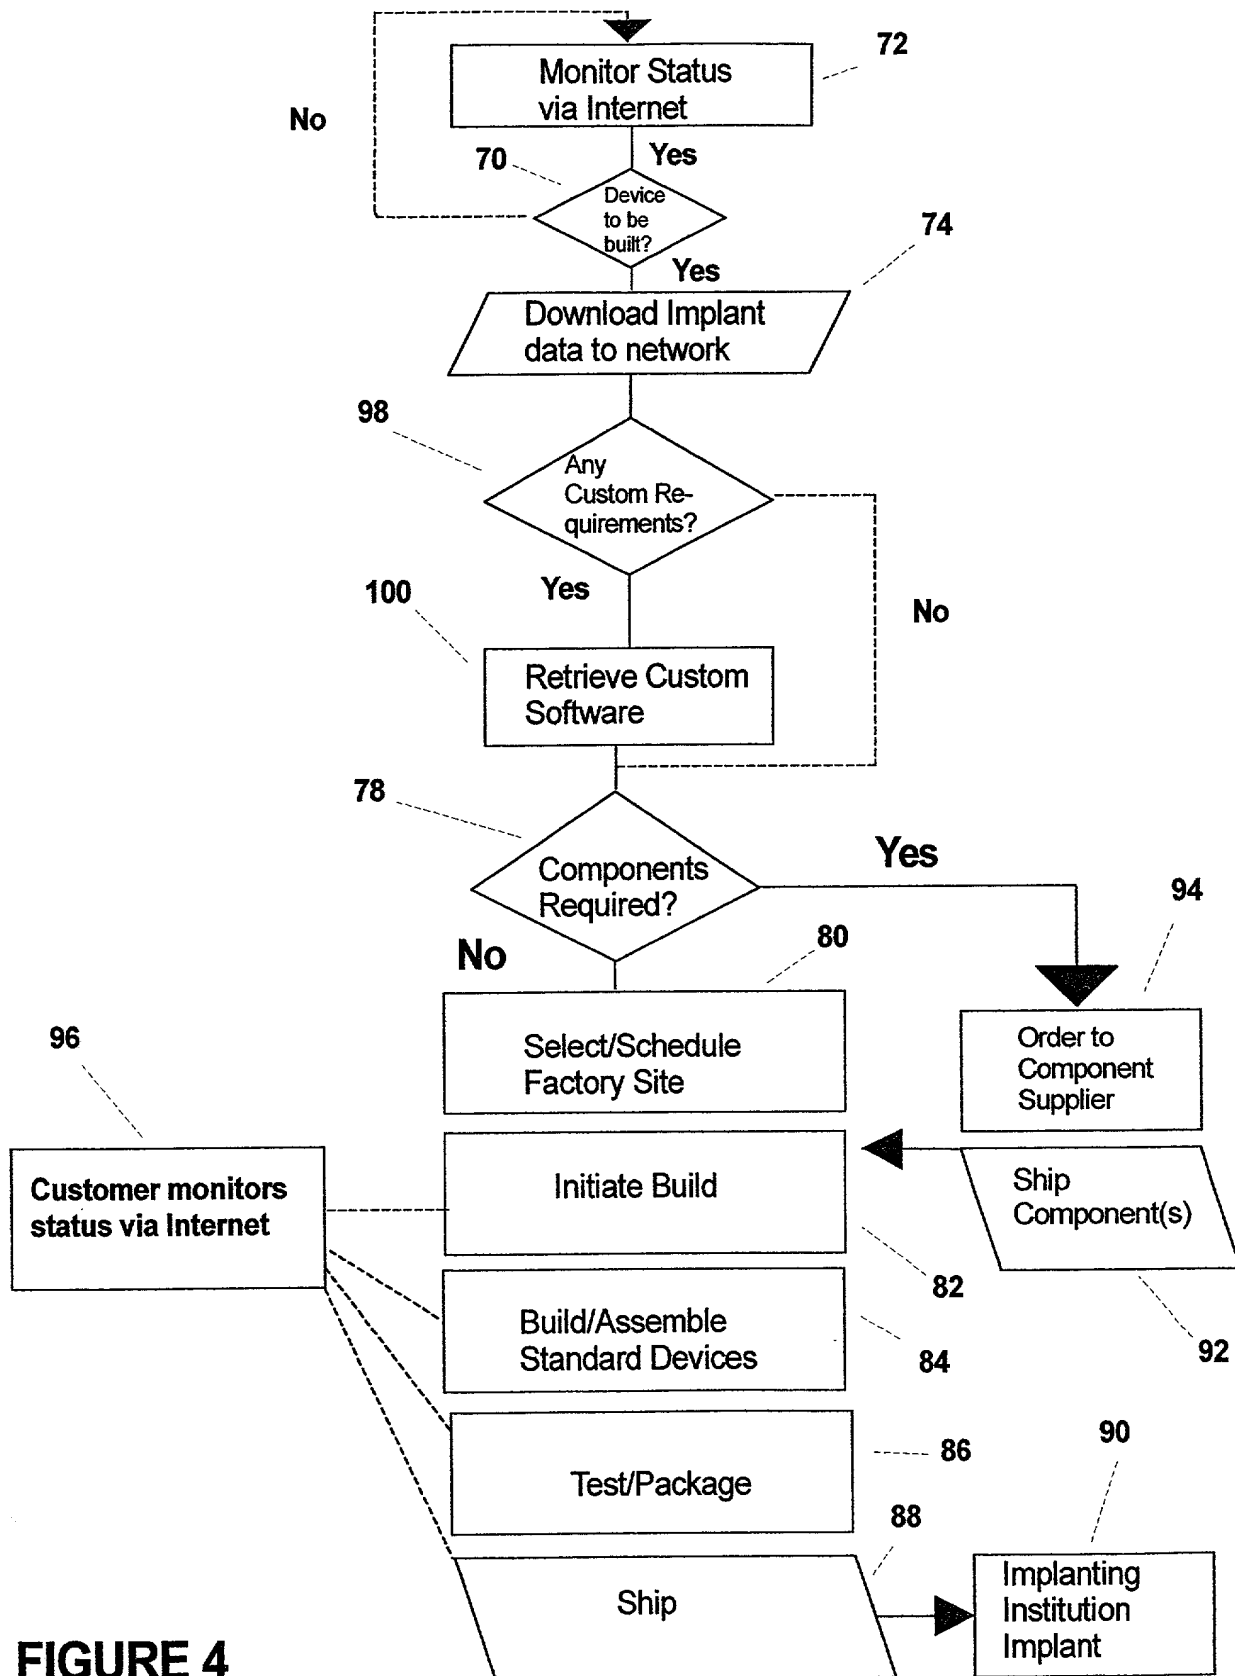 72
Monitor Status
via Internet
No
Yes
70
Device
to be
built?
74
Yes
Download Implant
data to network
98
Any
Custom Re-
quirements?
Yes
100
No
Retrieve Custom
Software
78
Components
Required?
Yes
94
No
80
Order to
Component
Supplier
Select/Schedule
Factory Site
96
Customer monitors
status via Internet
Initiate Build
Ship
Component(s)
82
92
Build/Assemble
Standard Devices
84
86
90
Test/Package
88
Ship
Implanting
Institution
Implant
FIGURE 4